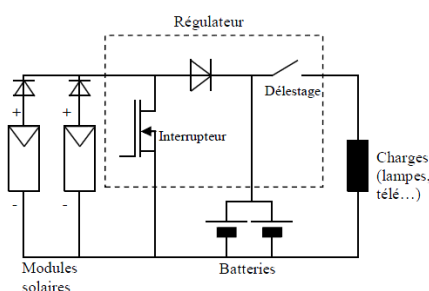 Régulateur
Délestage
+
+
Interrupteur
Charges
(lampes,
télé…)
-
-
Modules
solaires
Batteries